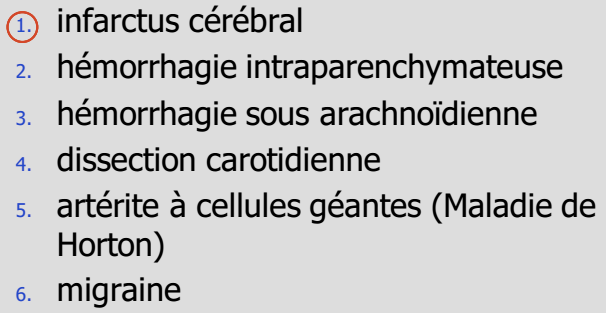 1. infarctus cérébral
2. hémorrhagie intraparenchymateuse
3. hémorrhagie sous arachnoïdienne
4. dissection carotidienne
5. artérite à cellules géantes (Maladie de
Horton)
6. migraine